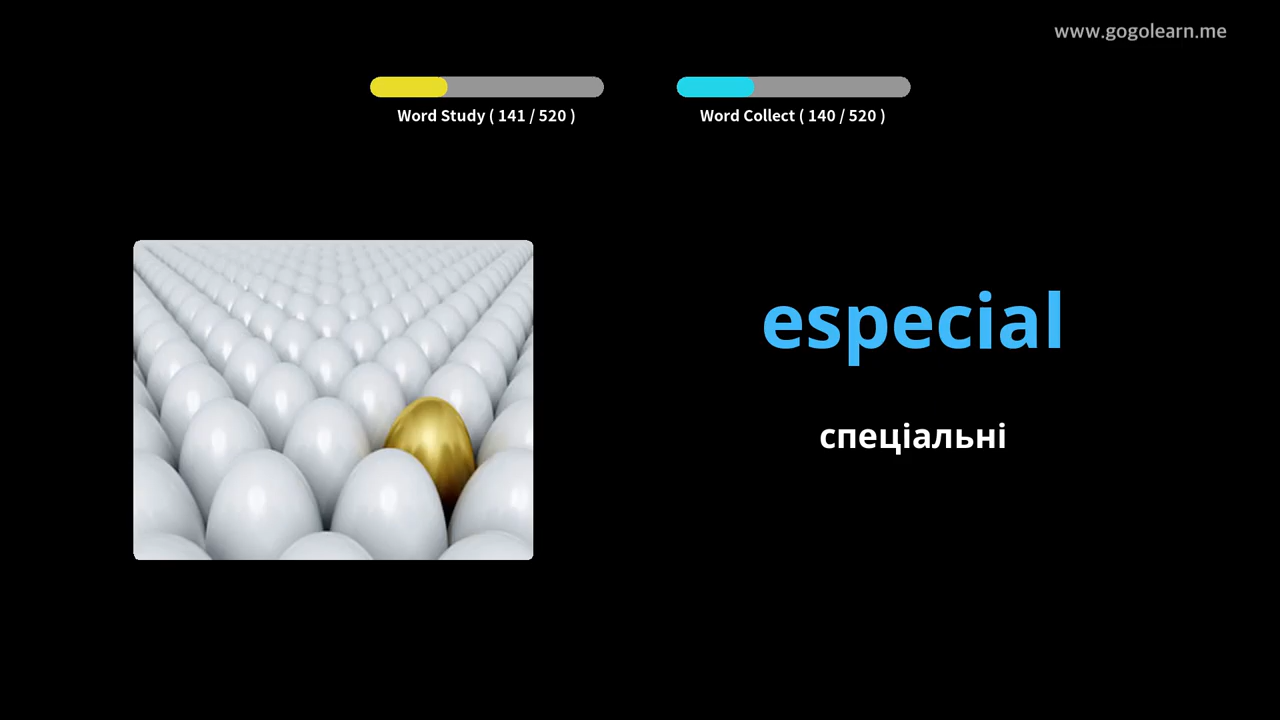 www.gogolearn.me
Word Study ( 141 / 520 )
Word Collect ( 140 / 520 )
especial
спеціальні